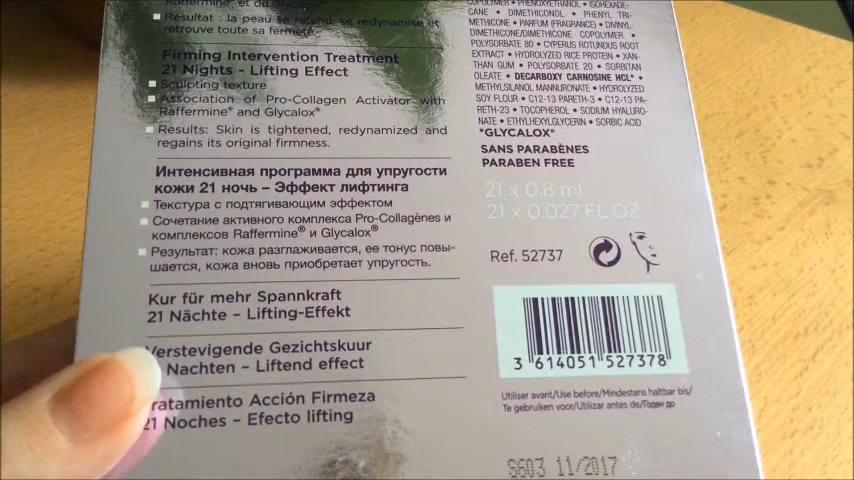 Résultat : la peau se retend, se redynamise et
retrouve toute sa fermeté.
Firming Intervention Treatment
21 Nights - Lifting Effect
Sculpting texture
Association of Pro-Collagen Activator with
Raffermine® and Glycalox*
Results: Skin is tightened, redynamized and
regains its original firmness.
Интенсивная программа для упругости
кожи 21 ночь – Эффект лифтинга
Текстура с подтягивающим эффектом
Сочетание активного комплекса Pro-Collagènes и
комплексов Raffermine® и Glycalox*
Результат: кожа разглаживается, ее тонус повы-
шается, кожа вновь приобретает упругость.
Kur für mehr Spannkraft
21 Nächte – Lifting-Effekt
Verstevigende Gezichtskuur
Nachten – Liftend effect
Tratamiento Acción Firmeza
21 Noches – Efecto lifting
COPOLYMER • PHENOXYETHANOL • ISOHEXADE-
CANE • DIMETHICONOL • PHENYL TRI-
METHICONE • PARFUM (FRAGRANCE) • DIVINYL-
DIMETHICONE/DIMETHICONE COPOLYMER •
POLYSORBATE 80 • CYPERUS ROTUNDUS ROOT
EXTRACT • HYDROLYZED RICE PROTEIN • XAN-
THAN GUM • POLYSORBATE 20 • SORBITAN
OLEATE • DECARBOXY CARNOSINE HCL* •
METHYLSILANOL MANNURONATE • HYDROLYZED
SOY FLOUR • C12-13 PARETH-3 • C12-13 PA-
RETH-23 • TOCOPHEROL • SODIUM HYALURO-
NATE • ETHYLHEXYLGLYCERIN • SORBIC ACID
*GLYCALOX*
SANS PARABÈNES
PARABEN FREE
21 x 0,8 ml
21 x 0.027 FL.OZ
Ref. 52737
3 614051 527378
Utiliser avant/Use before/Mindestens haltbar bis/
Te gebruiken voor/Utilizar antes de/Годен до
S603 11/2017